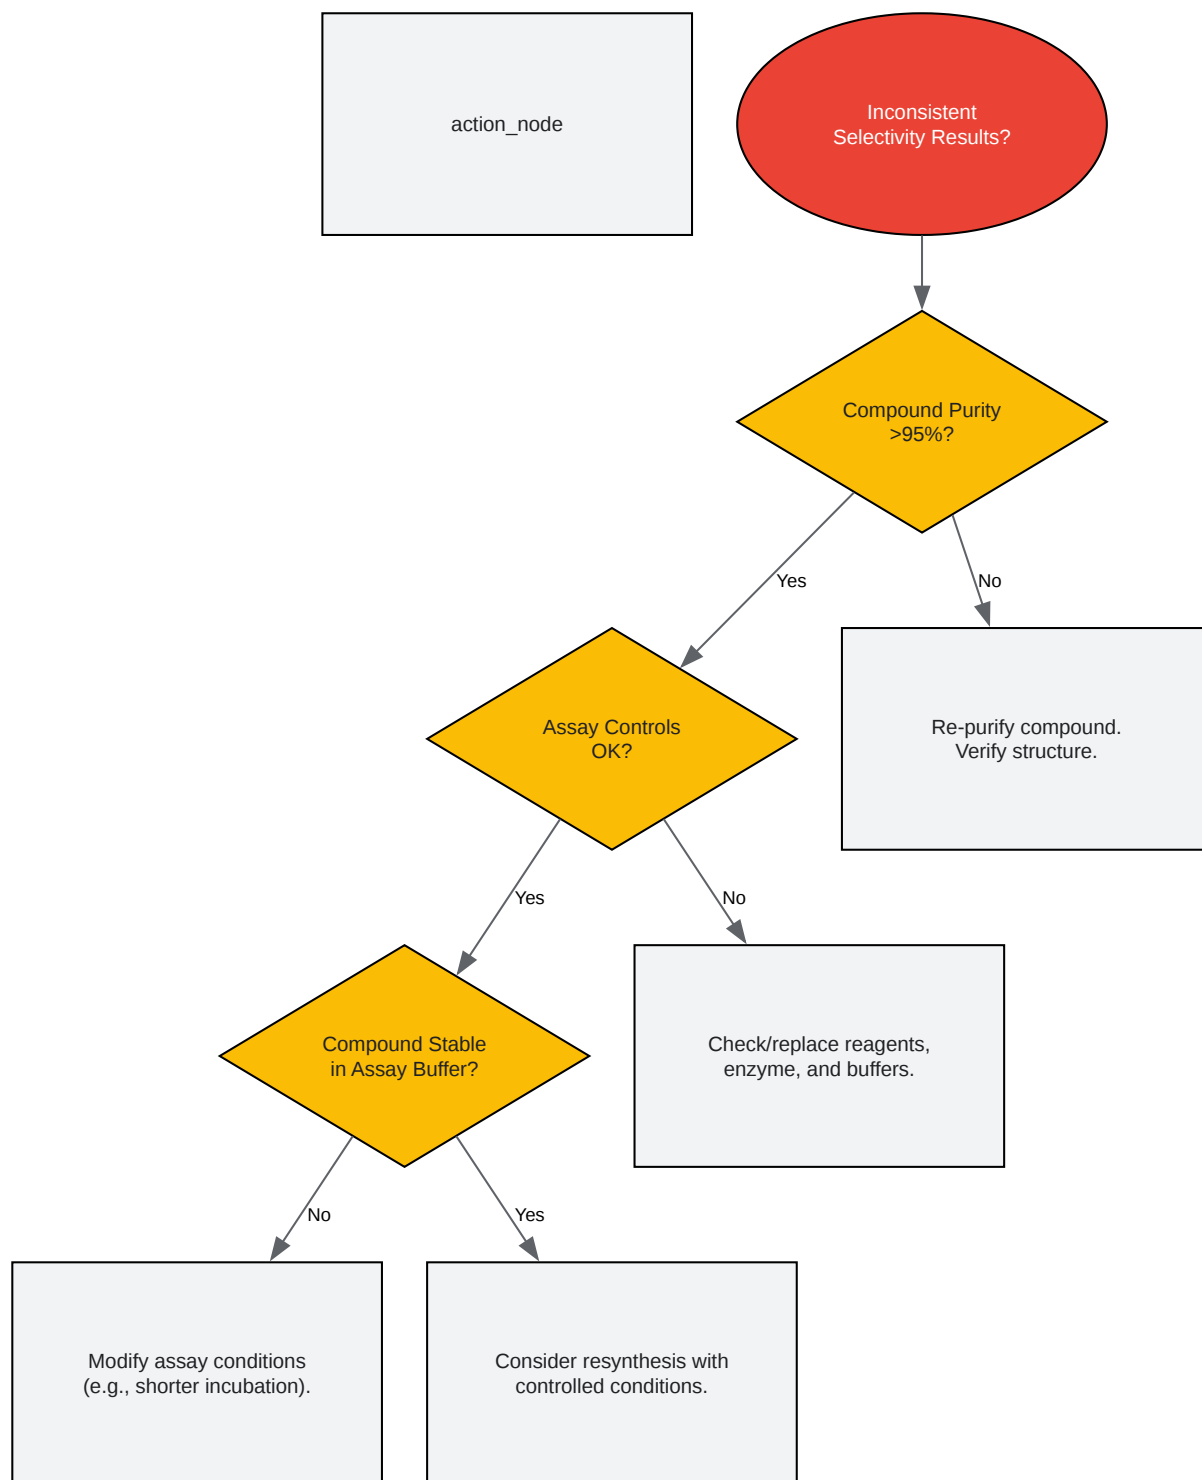 action_node
Inconsistent
Selectivity Results?
Compound Purity
>95%?
Yes
No
Assay Controls
OK?
Re-purify compound.
Verify structure.
Yes
No
Compound Stable
in Assay Buffer?
Check/replace reagents,
enzyme, and buffers.
No
Yes
Modify assay conditions
(e.g., shorter incubation).
Consider resynthesis with
controlled conditions.